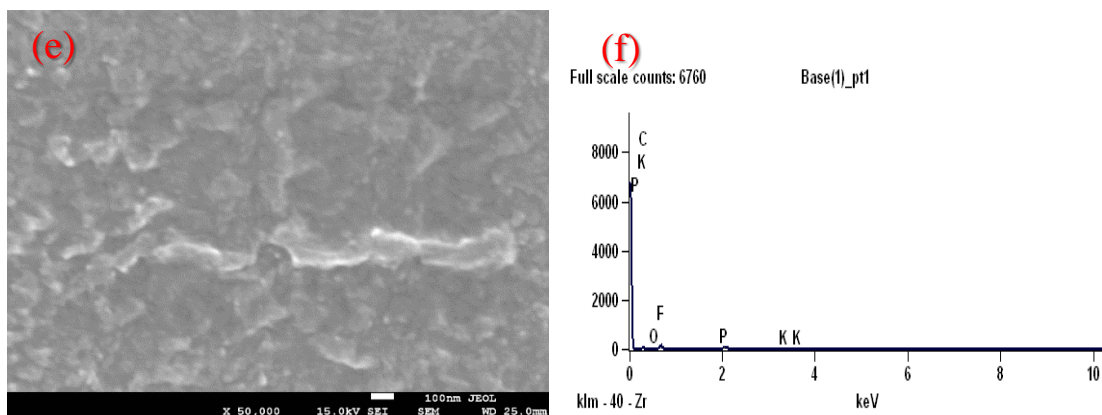 (e)
100nm JEOL
X 50,000 15.0kV SEI SEM WD 25.0mm
(f)
Full scale counts: 6760 Base(1)_pt1
8000
6000
4000
2000
0
C
K
P
F
O
P
K K
0 2 4 6 8 10
klm - 40 - Zr keV